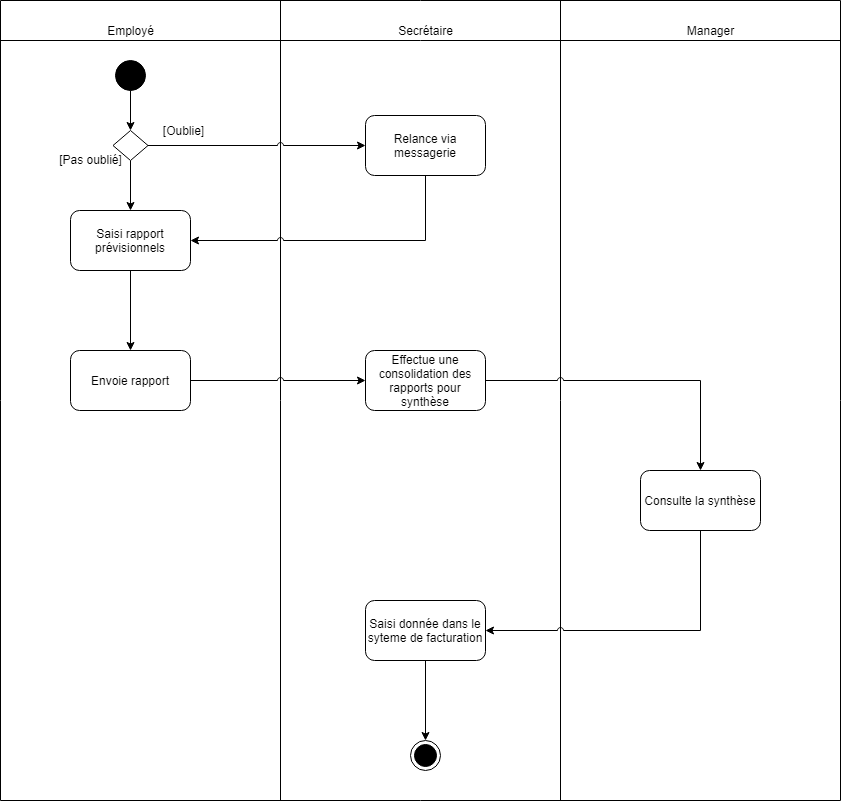 Employé
Secrétaire
Manager
[Oublie]
Relance via
messagerie
[Pas oublié]
Saisi rapport
prévisionnels
Envoie rapport
Effectue une
consolidation des
rapports pour
synthèse
Consulte la synthèse
Saisi donnée dans le
syteme de facturation